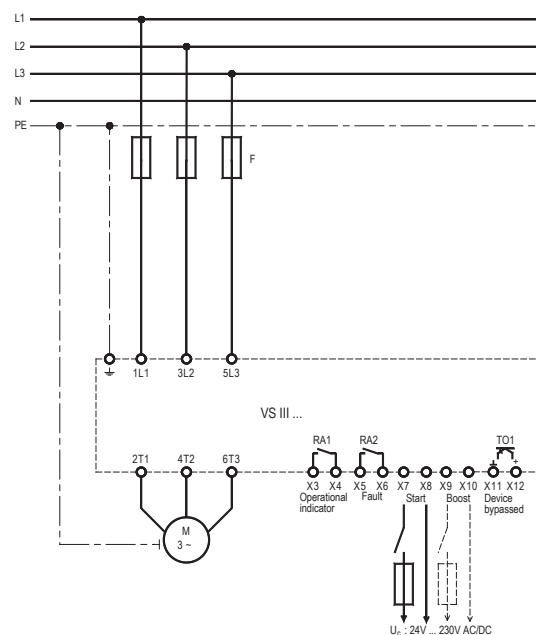 L1
L2
L3
N
PE
F
1L1 3L2 5L3
VS III ...
2T1 4T2 6T3
RA1 RA2 TO1
+
X3 X4 X5 X6 X7 X8 X9 X10 X11 X12
Operational indicator
Fault
Start
Boost
Device bypassed
M
3 ~
Uc : 24V ... 230V AC/DC